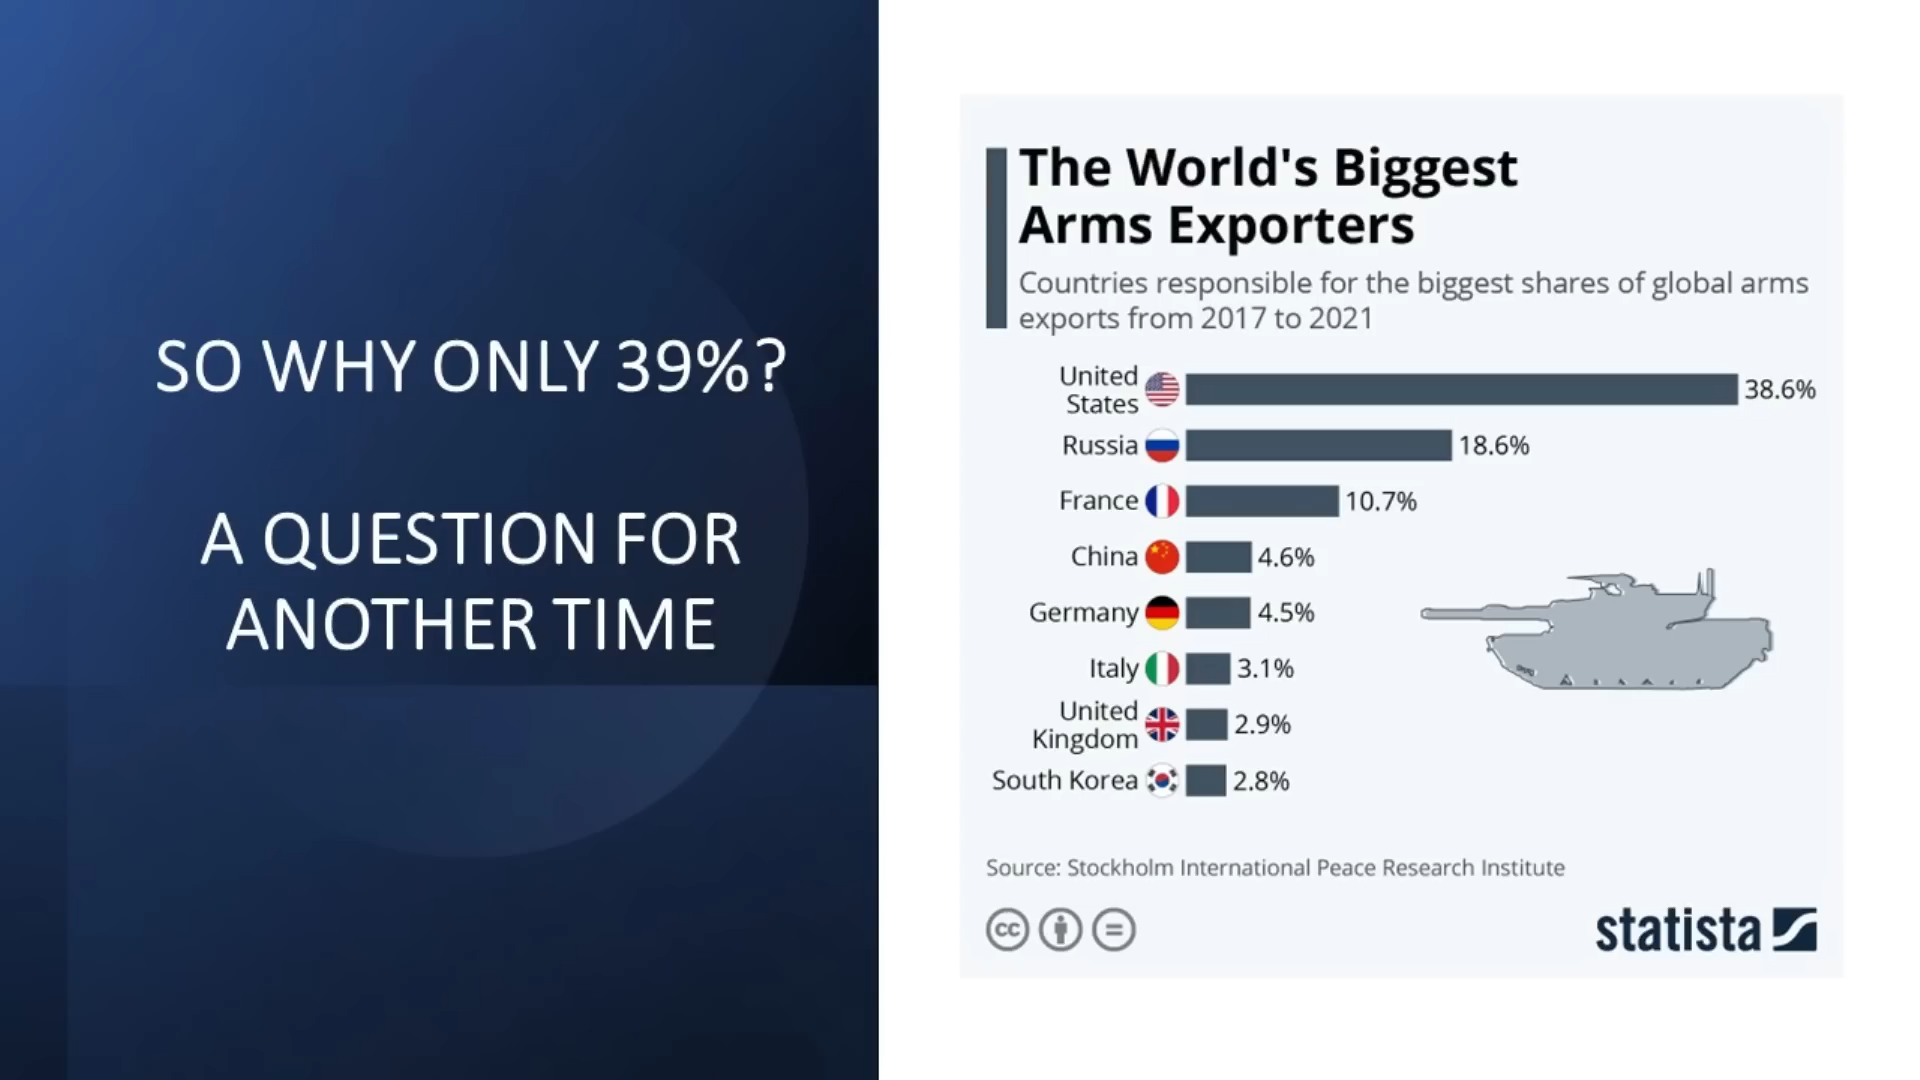 SO WHY ONLY 39%?
A QUESTION FOR
ANOTHER TIME
The World's Biggest
Arms Exporters
Countries responsible for the biggest shares of global arms
exports from 2017 to 2021
United
States
38.6%
Russia
18.6%
France
10.7%
China
4.6%
Germany
4.5%
Italy
3.1%
United
Kingdom
2.9%
South Korea
2.8%
Source: Stockholm International Peace Research Institute
cc
statista